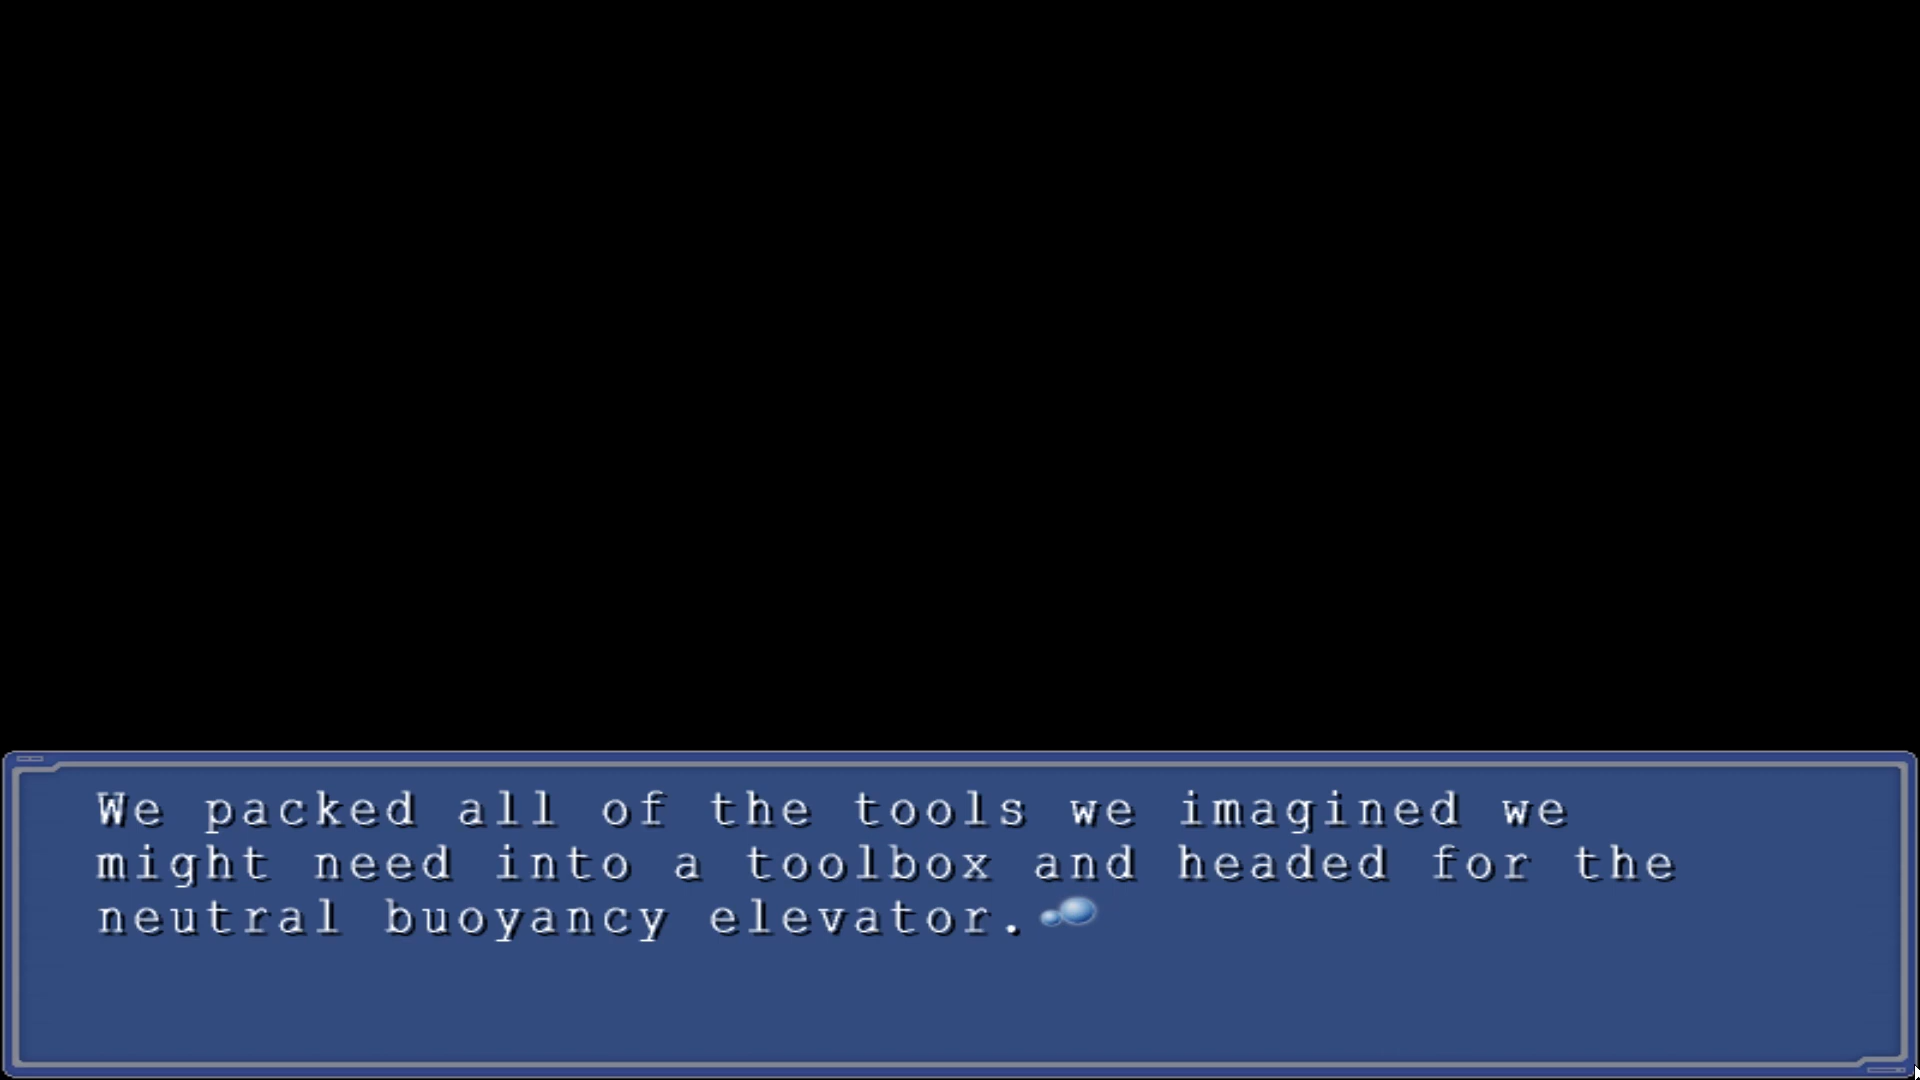 We packed all of the tools we imagined we
might need into a toolbox and headed for the
neutral buoyancy elevator.